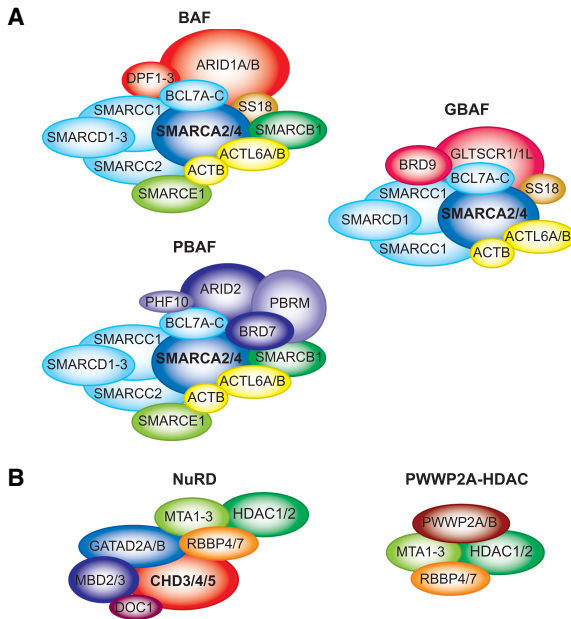 A
BAF
ARID1A/B
DPF1-3
BCL7A-C
SS18
SMARCC1
SMARCA2/4
SMARCB1
SMARCD1-3
ACTL6A/B
SMARCC2
ACTB
SMARCE1
GBAF
GLTSCR1/1L
BRD9
BCL7A-C
SS18
SMARCC1
SMARCA2/4
SMARCD1
ACTL6A/B
SMARCC1
ACTB
PBAF
ARID2
PHF10
PBRM
BCL7A-C
BRD7
SMARCC1
SMARCA2/4
SMARCB1
SMARCD1-3
ACTL6A/B
SMARCC2
ACTB
SMARCE1
B
NuRD
MTA1-3
HDAC1/2
GATAD2A/B
RBBP4/7
MBD2/3
CHD3/4/5
DOC1
PWWP2A-HDAC
PWWP2A/B
MTA1-3
HDAC1/2
RBBP4/7